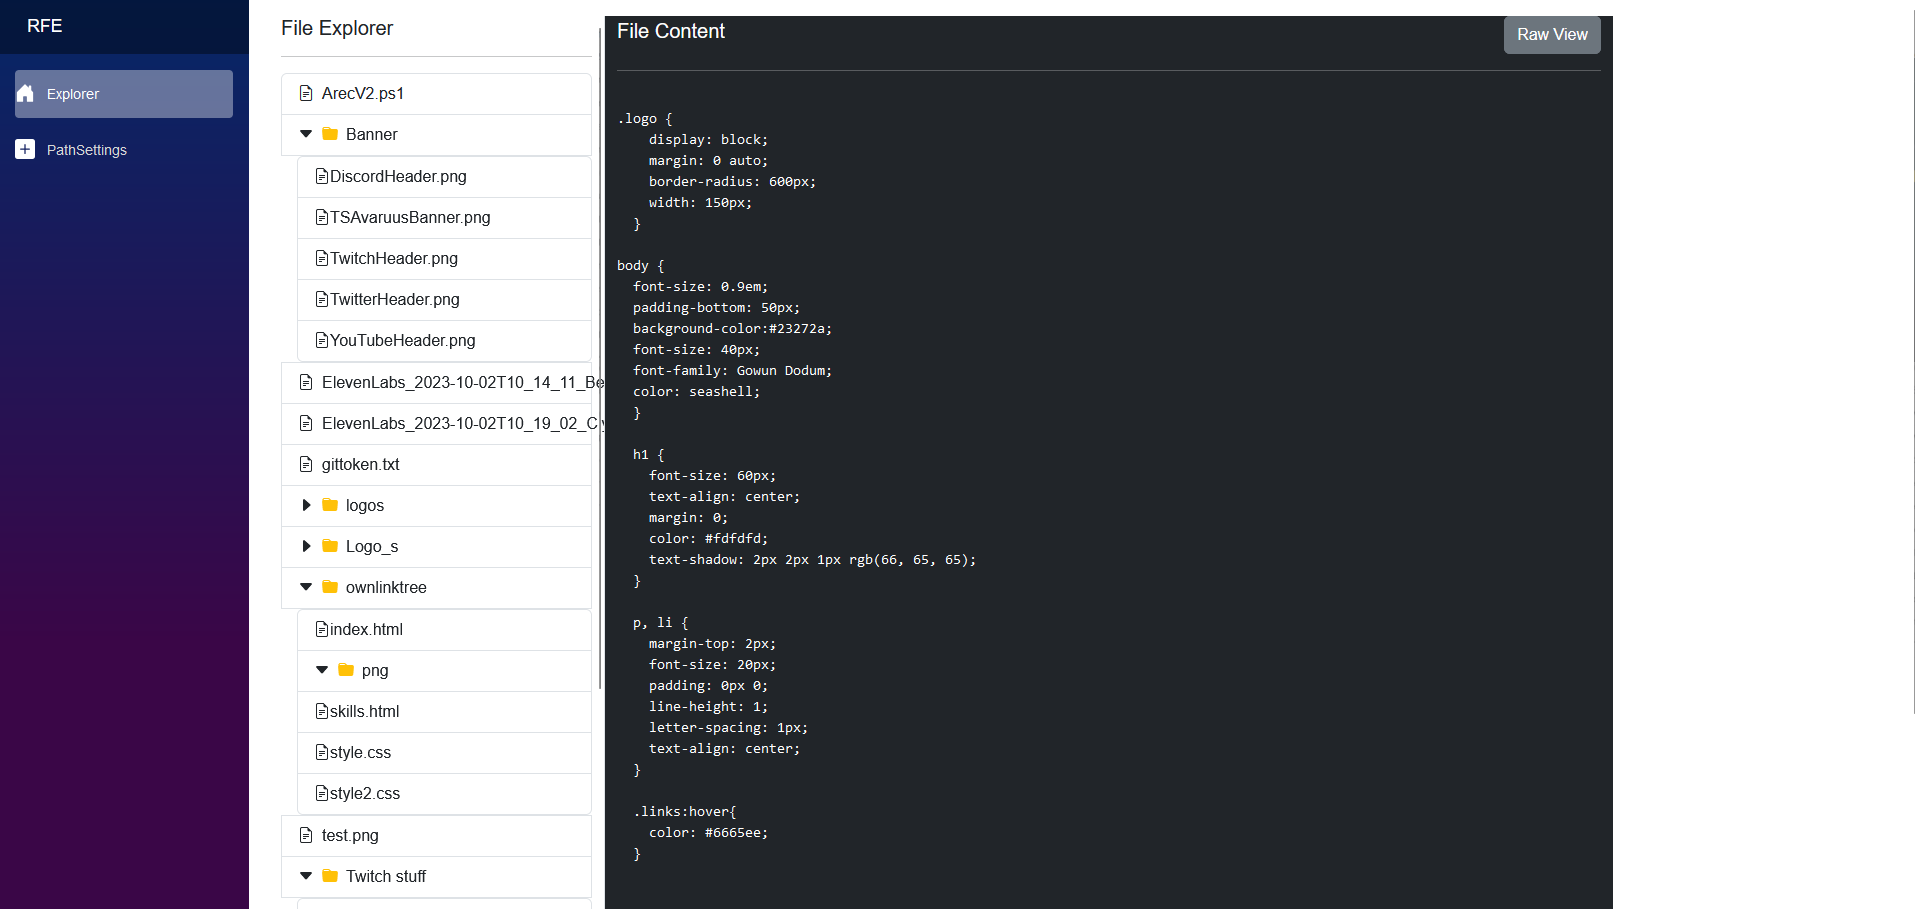 RFE
Explorer
PathSettings
File Explorer
ArecV2.ps1
Banner
DiscordHeader.png
TSAvaruusBanner.png
TwitchHeader.png
TwitterHeader.png
YouTubeHeader.png
ElevenLabs_2023-10-02T10_14_11_Be
ElevenLabs_2023-10-02T10_19_02_Cl
gittoken.txt
logos
Logo_s
ownlinktree
index.html
png
skills.html
style.css
style2.css
test.png
Twitch stuff
File Content
Raw View
.logo {
    display: block;
    margin: 0 auto;
    border-radius: 600px;
    width: 150px;
  }
body {
  font-size: 0.9em;
  padding-bottom: 50px;
  background-color:#23272a;
  font-size: 40px;
  font-family: Gowun Dodum;
  color: seashell;
  }
  h1 {
    font-size: 60px;
    text-align: center;
    margin: 0;
    color: #fdfdfd;
    text-shadow: 2px 2px 1px rgb(66, 65, 65);
  }
  p, li {
    margin-top: 2px;
    font-size: 20px;
    padding: 0px 0;
    line-height: 1;
    letter-spacing: 1px;
    text-align: center;
  }
  .links:hover{
    color: #6665ee;
  }